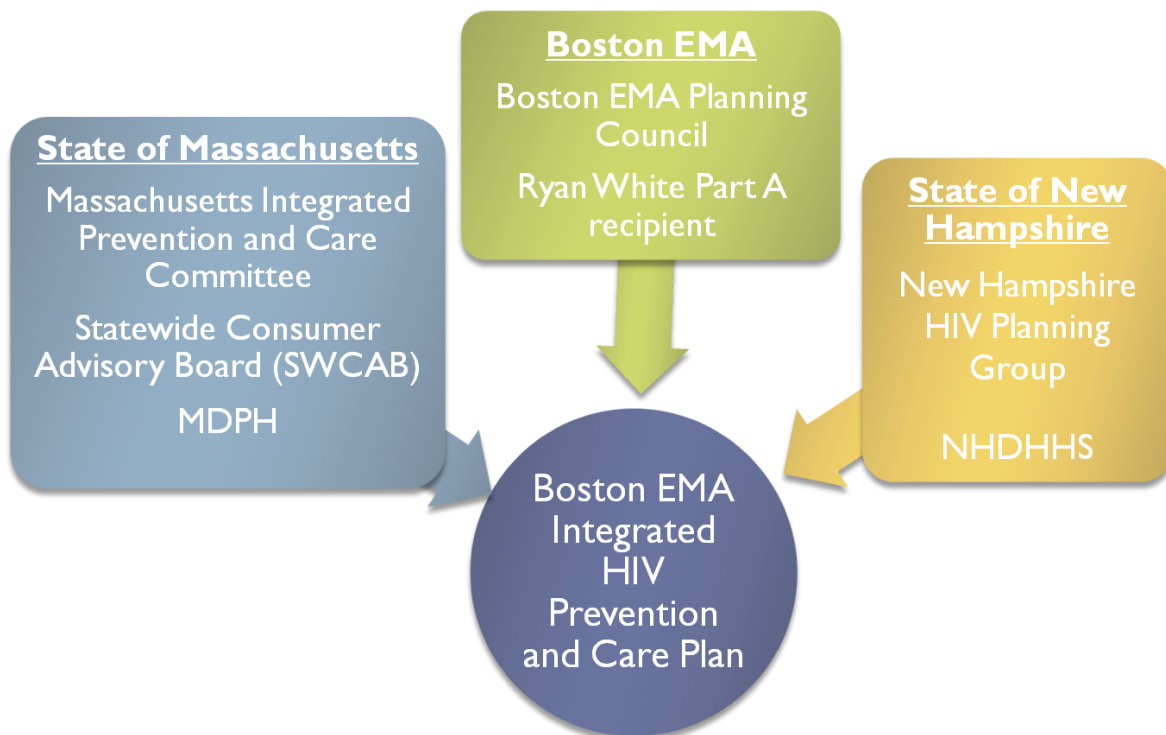 State of Massachusetts
Massachusetts Integrated
Prevention and Care
Committee
Statewide Consumer
Advisory Board (SWCAB)
MDPH
Boston EMA
Boston EMA Planning
Council
Ryan White Part A
recipient
State of New
Hampshire
New Hampshire
HIV Planning
Group
NHDHHS
Boston EMA
Integrated
HIV
Prevention
and Care Plan